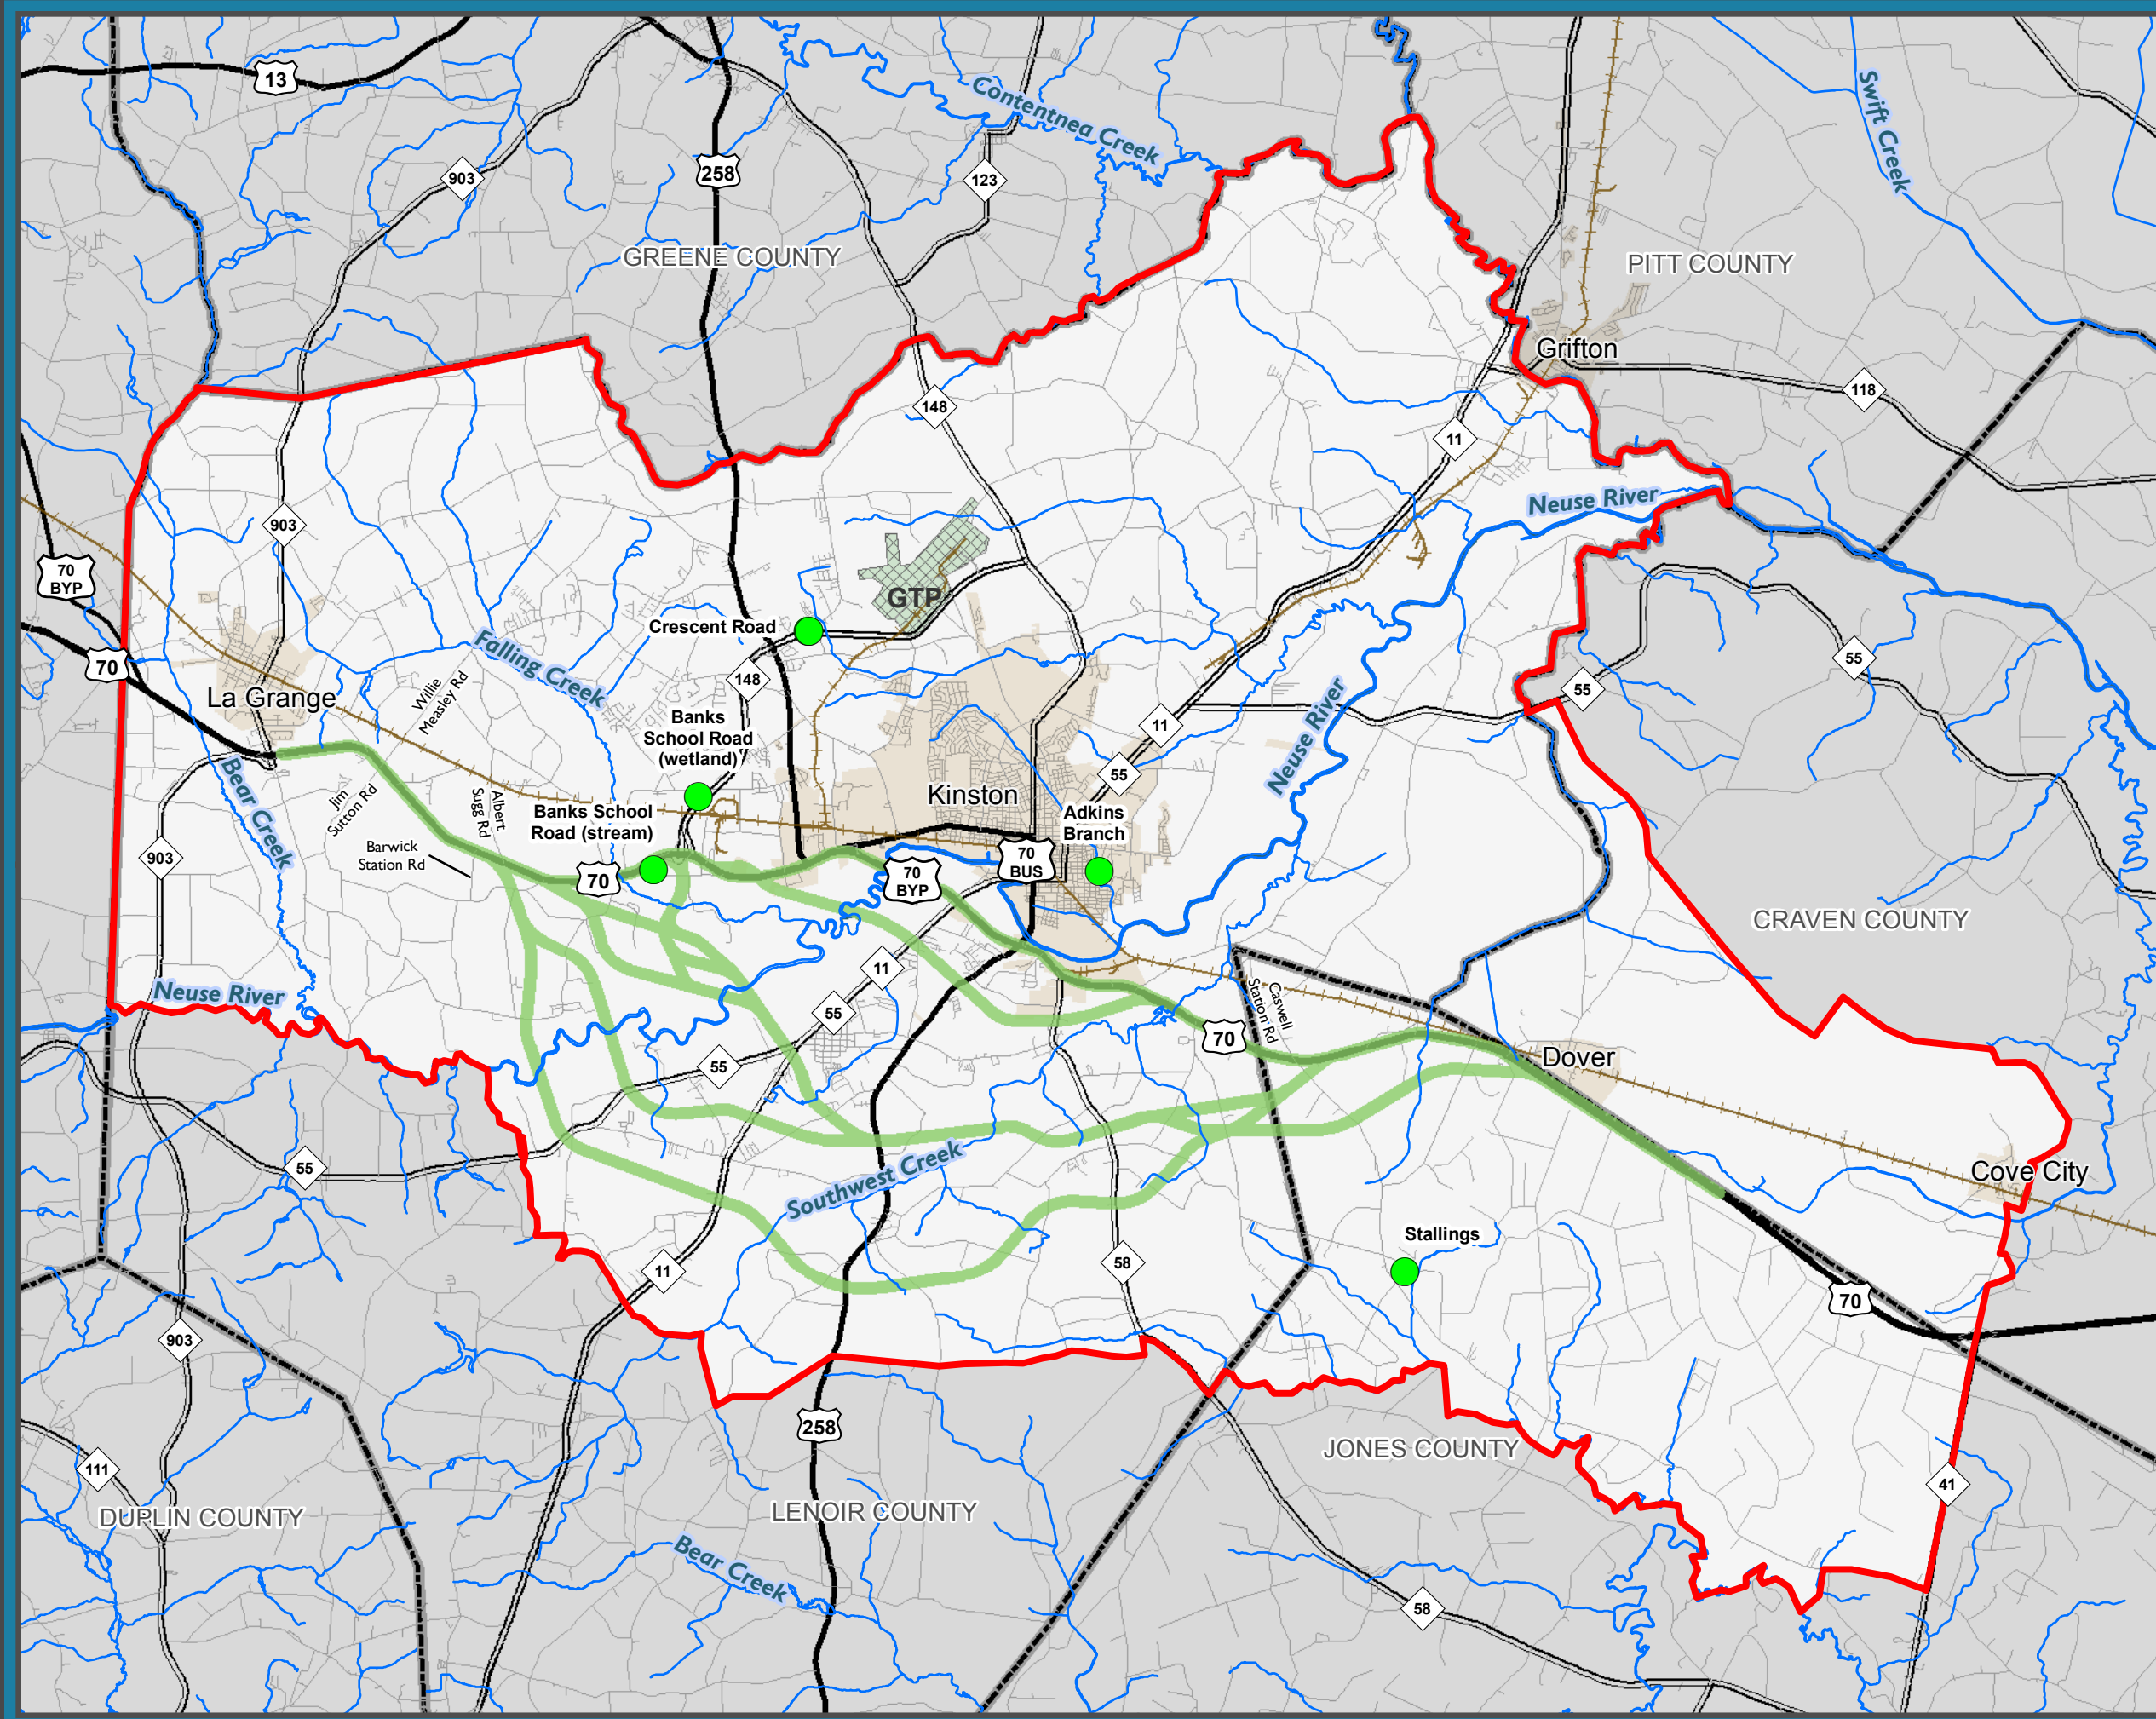 13
Contentnea Creek
Swift Creek
258
903
123
GREENE COUNTY
PITT COUNTY
Grifton
118
148
11
Neuse River
903
70
BYP
GTP
Crescent Road
Falling Creek
Willie
Measley Rd
70
148
55
55
La Grange
Banks
School Road
(wetland)
11
Neuse River
55
Bear Creek
Jim
Sutton Rd
Albert
Sugg Rd
Kinston
Banks School
Road (stream)
Adkins
Branch
Barwick
Station Rd
903
70
70
BYP
70
BUS
CRAVEN COUNTY
11
Neuse River
55
Caswell
Station Rd
70
Dover
55
55
Southwest Creek
Cove City
Stallings
11
58
70
903
258
JONES COUNTY
111
41
DUPLIN COUNTY
LENOIR COUNTY
Bear Creek
58